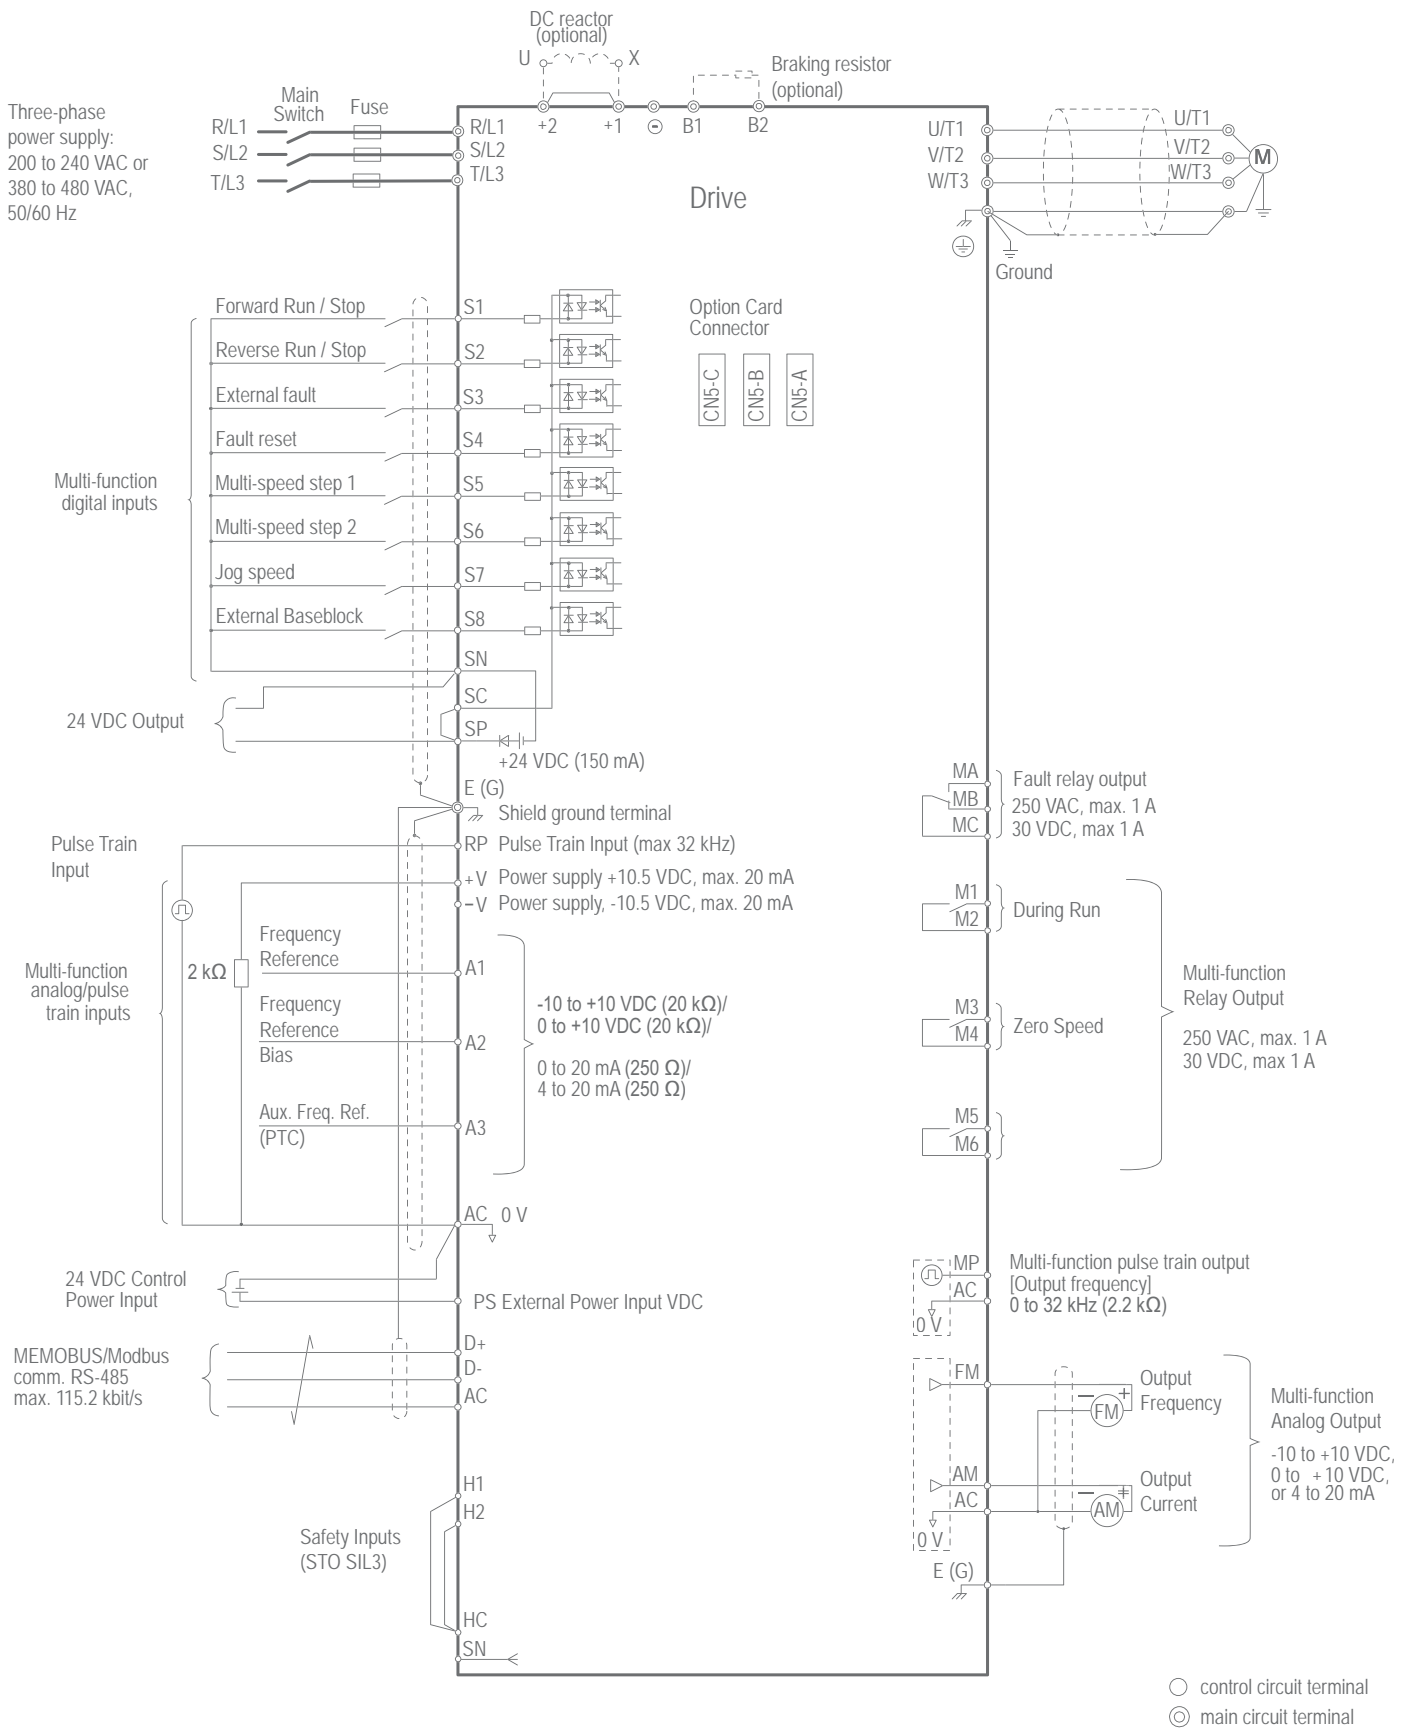 DC reactor
(optional)
U
X
Braking resistor
(optional)
Three-phase
power supply:
200 to 240 VAC or
380 to 480 VAC,
50/60 Hz
Main
Switch
Fuse
R/L1
S/L2
T/L3
R/L1
S/L2
T/L3
+2
+1
−
B1
B2
Drive
U/T1
V/T2
W/T3
U/T1
V/T2
W/T3
M
Ground
Option Card
Connector
CN5-C
CN5-B
CN5-A
Multi-function
digital inputs
Forward Run / Stop
S1
Reverse Run / Stop
S2
External fault
S3
Fault reset
S4
Multi-speed step 1
S5
Multi-speed step 2
S6
Jog speed
S7
External Baseblock
S8
SN
SC
SP
24 VDC Output
+24 VDC (150 mA)
E (G)
Shield ground terminal
Pulse Train
Input
RP Pulse Train Input (max 32 kHz)
+V Power supply +10.5 VDC, max. 20 mA
−V Power supply, -10.5 VDC, max. 20 mA
Multi-function
analog/pulse
train inputs
2 kΩ
Frequency
Reference
A1
Frequency
Reference
Bias
A2
Aux. Freq. Ref.
(PTC)
A3
-10 to +10 VDC (20 kΩ)/
0 to +10 VDC (20 kΩ)/
0 to 20 mA (250 Ω)/
4 to 20 mA (250 Ω)
AC 0 V
24 VDC Control
Power Input
PS External Power Input VDC
MEMOBUS/Modbus
comm. RS-485
max. 115.2 kbit/s
D+
D-
AC
H1
H2
Safety Inputs
(STO SIL3)
HC
SN
MA
MB
MC
Fault relay output
250 VAC, max. 1 A
30 VDC, max 1 A
M1
M2
During Run
M3
M4
Zero Speed
M5
M6
Multi-function
Relay Output
250 VAC, max. 1 A
30 VDC, max 1 A
MP
AC
0 V
Multi-function pulse train output
[Output frequency]
0 to 32 kHz (2.2 kΩ)
FM
− +
FM
Output
Frequency
AM
AC
− +
AM
Output
Current
0 V
E (G)
Multi-function
Analog Output
-10 to +10 VDC,
0 to +10 VDC,
or 4 to 20 mA
control circuit terminal
main circuit terminal